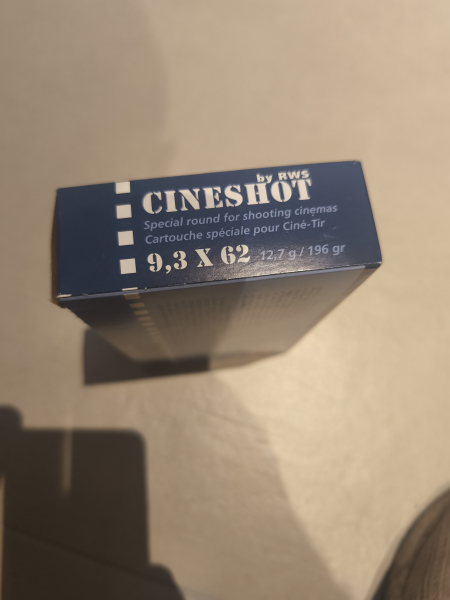 by RWS
CINESHOT
Special round for shooting cinemas
Cartouche spéciale pour Ciné-Tir
9,3 X 62 12,7 g / 196 gr